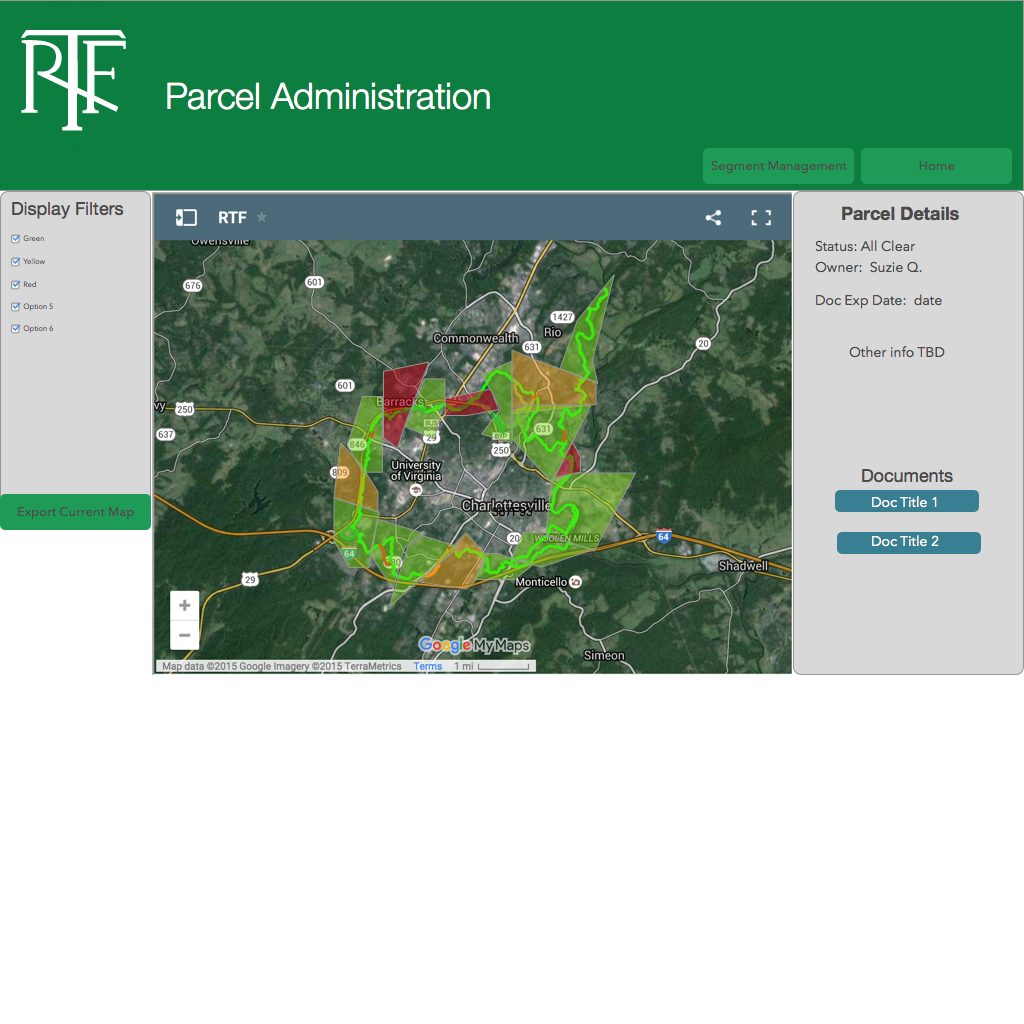 RTF
Parcel Administration
Segment Management
Home
Display Filters
Green
Yellow
Red
Option 5
Option 6
Export Current Map
RTF
Owensville
676
601
1427
Rio
Commonwealth
631
20
601
Barracks
vy
250
637
BUS
29
846
BYP
631
250
809
University
of Virginia
Charlottesville
20
WOOLEN MILLS
64
64
Shadwell
29
Monticello
Simeon
+
−
Google My Maps
Map data ©2015 Google Imagery ©2015 TerraMetrics
Terms
1 mi
Parcel Details
Status: All Clear
Owner: Suzie Q.
Doc Exp Date: date
Other info TBD
Documents
Doc Title 1
Doc Title 2